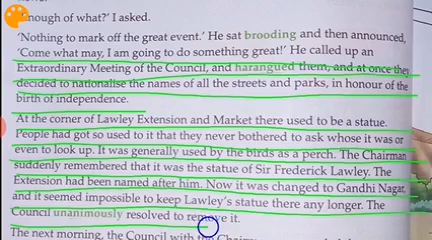 ‘Enough of what?’ I asked.
‘Nothing to mark off the great event.’ He sat brooding and then announced,
‘Come what may, I am going to do something great!’ He called up an
Extraordinary Meeting of the Council, and harangued them, and at once they
decided to nationalise the names of all the streets and parks, in honour of the
birth of independence.
At the corner of Lawley Extension and Market there used to be a statue.
People had got so used to it that they never bothered to ask whose it was or
even to look up. It was generally used by the birds as a perch. The Chairman
suddenly remembered that it was the statue of Sir Frederick Lawley. The
Extension had been named after him. Now it was changed to Gandhi Nagar,
and it seemed impossible to keep Lawley's statue there any longer. The
Council unanimously resolved to remove it.
The next morning, the Council with the